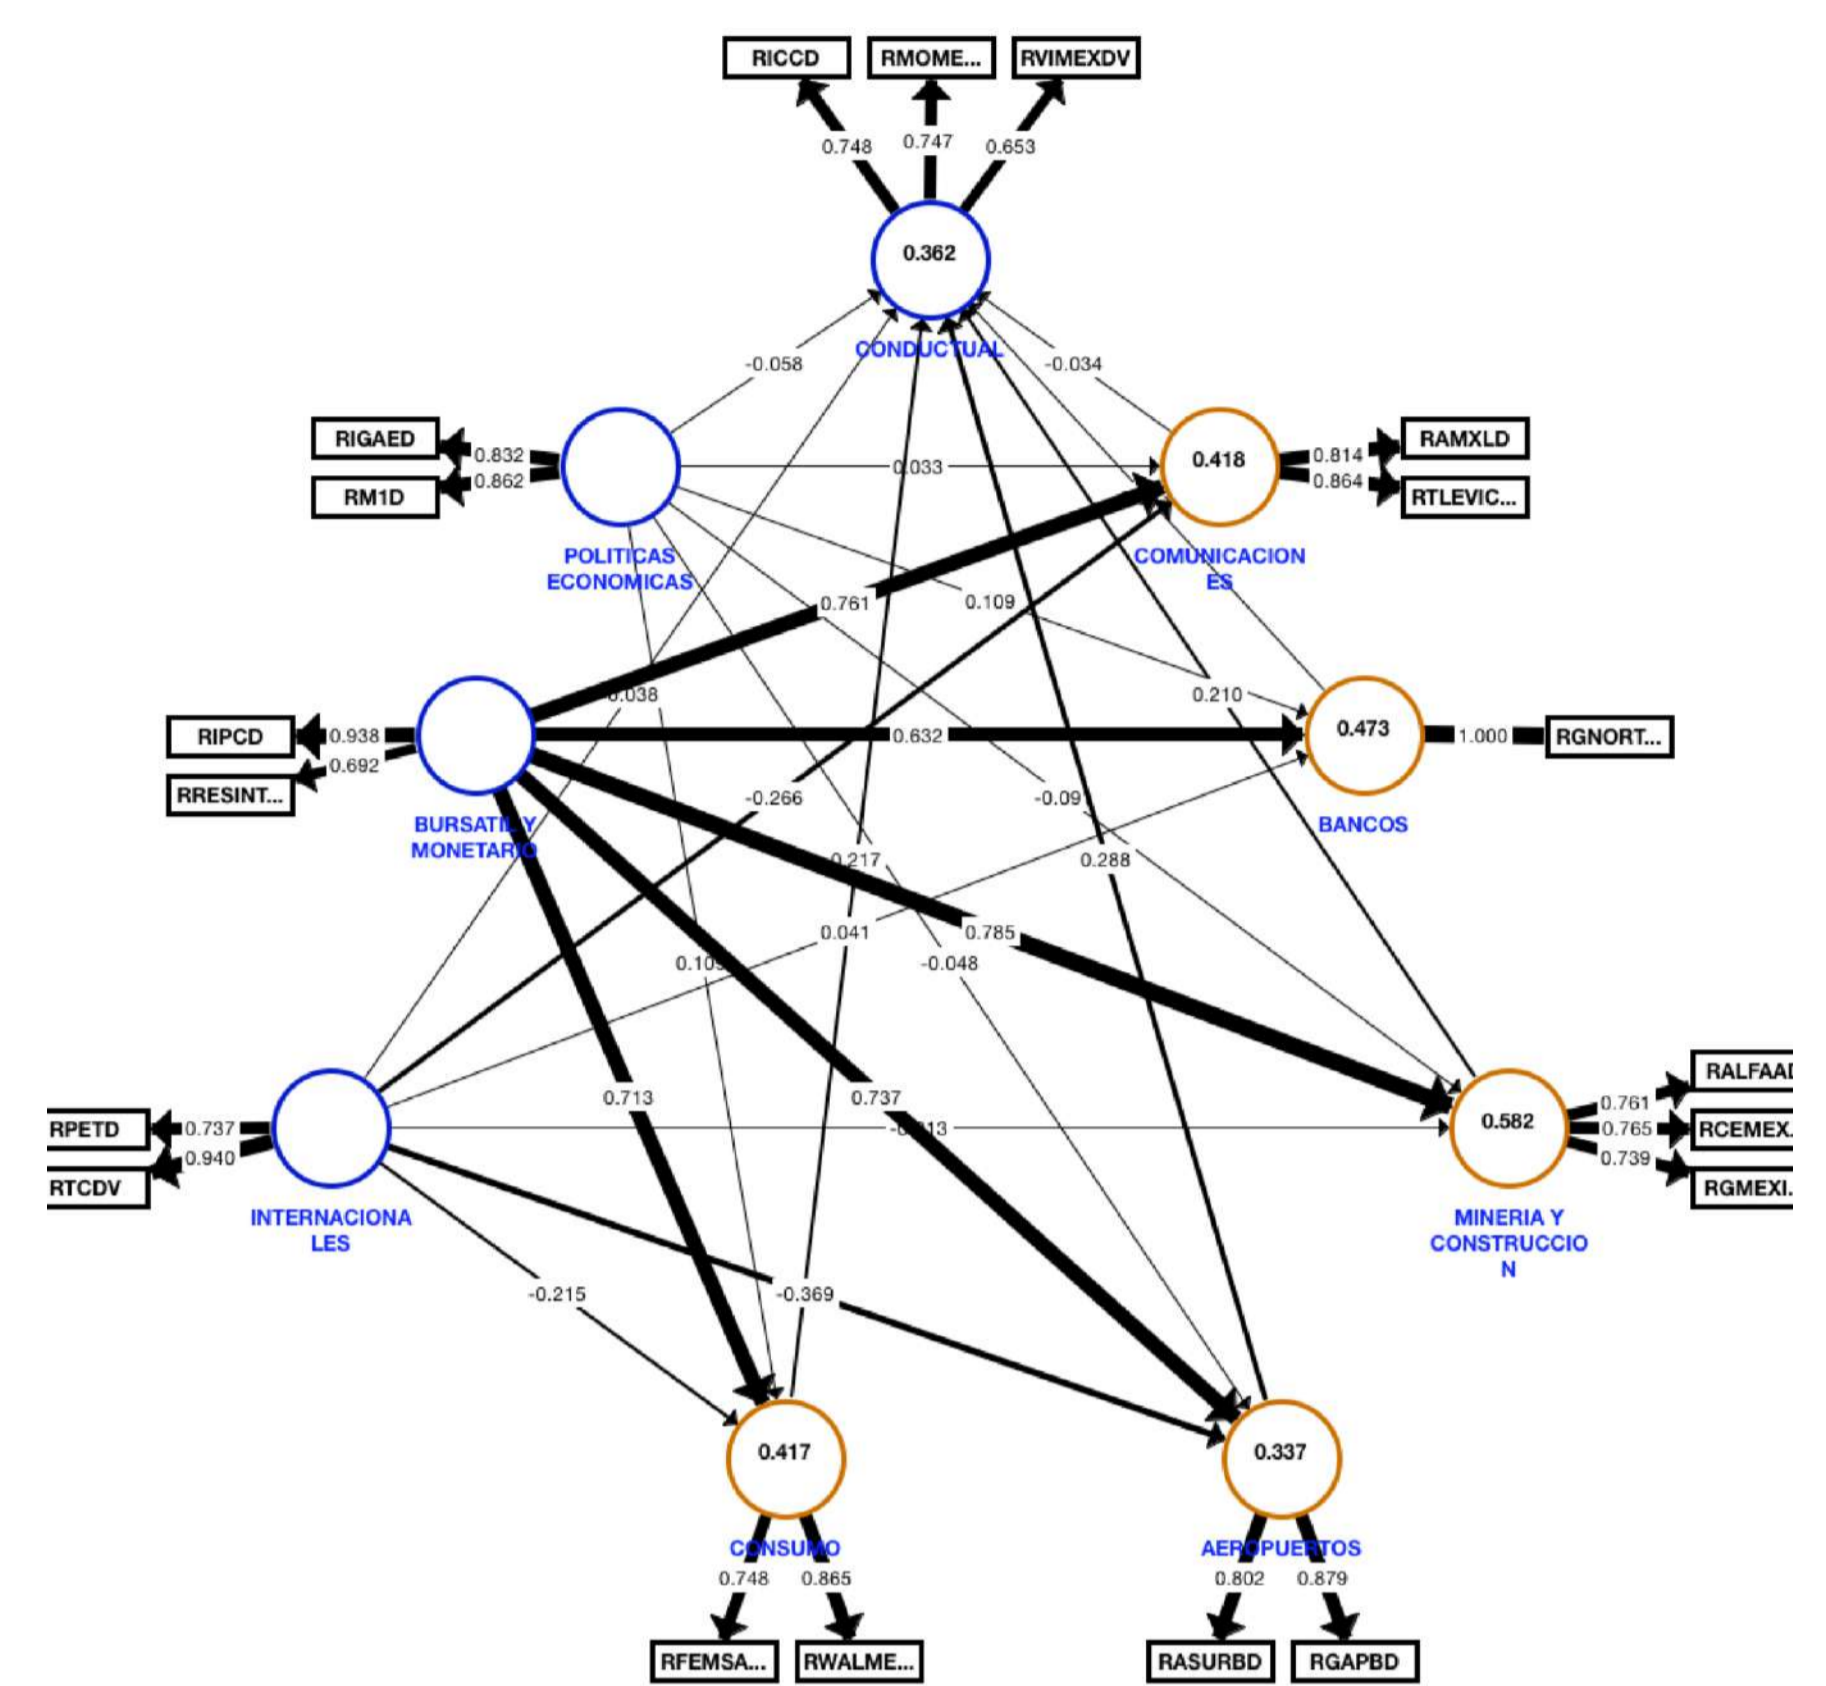 RICCD
RMOME...
RVIMEXDV
0.748
0.747
0.653
0.362
CONDUCTUAL
-0.058
-0.034
RIGAED
RM1D
0.832
0.862
POLITICAS
ECONOMICAS
0.033
0.418
COMUNICACION
ES
0.814
0.864
RAMXLD
RTLEVIC...
0.761
0.109
0.038
0.210
RIPCD
RRESINT...
0.938
0.692
BURSATIL Y
MONETARIO
0.632
0.473
BANCOS
1.000
RGNORT...
-0.266
-0.09
0.217
0.288
0.041
0.785
0.109
-0.048
0.713
0.737
-0.013
RPETD
RTCDV
0.737
0.940
INTERNACIONA
LES
0.582
MINERIA Y
CONSTRUCCIO
N
0.761
0.765
0.739
RALFAAD
RCEMEX.
RGMEXI.
-0.215
-0.369
0.417
CONSUMO
0.748
0.865
RFEMSA...
RWALME...
0.337
AEROPUERTOS
0.802
0.879
RASURBD
RGAPBD